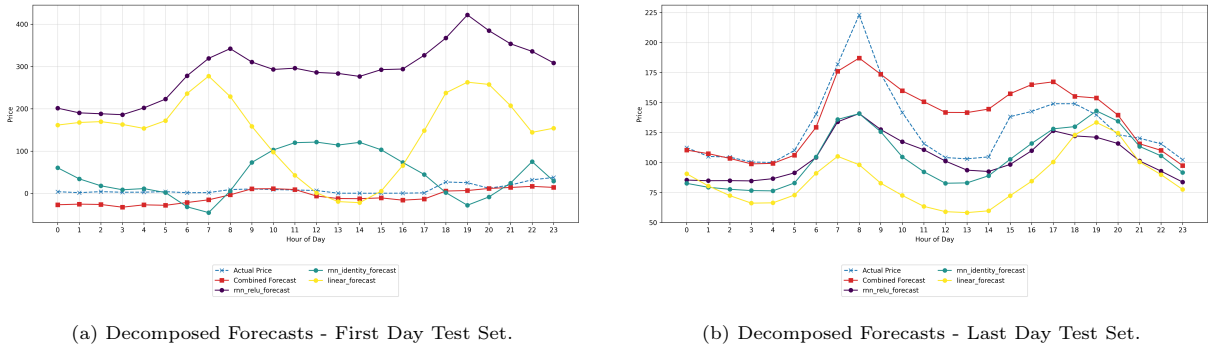 400
300
200
100
0
Price
0 1 2 3 4 5 6 7 8 9 10 11 12 13 14 15 16 17 18 19 20 21 22 23
Hour of Day
Actual Price
Combined Forecast
rnn_relu_forecast
rnn_identity_forecast
linear_forecast
(a) Decomposed Forecasts - First Day Test Set.
225
200
175
150
125
100
75
50
Price
0 1 2 3 4 5 6 7 8 9 10 11 12 13 14 15 16 17 18 19 20 21 22 23
Hour of Day
Actual Price
Combined Forecast
rnn_relu_forecast
rnn_identity_forecast
linear_forecast
(b) Decomposed Forecasts - Last Day Test Set.